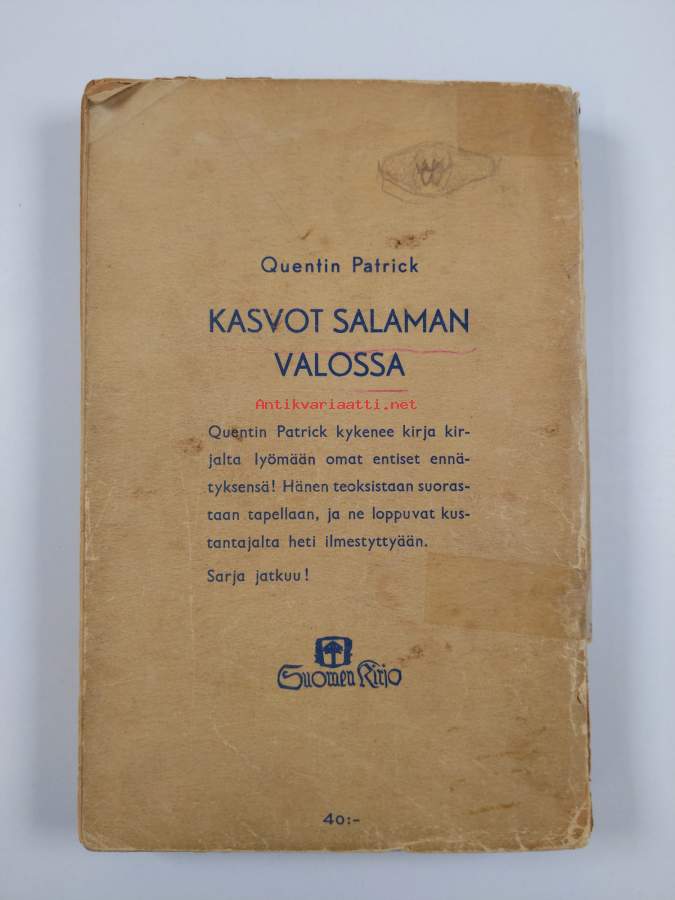 Quentin Patrick
KASVOT SALAMAN
VALOSSA
Antikvariaatti.net
Quentin Patrick kykenee kirja kir-
jalta lyömään omat entiset ennä-
tyksensä! Hänen teoksistaan suoras-
taan tapellaan, ja ne loppuvat kus-
tantajalta heti ilmestyttyään.
Sarja jatkuu!
Suomen Kirja
40:-